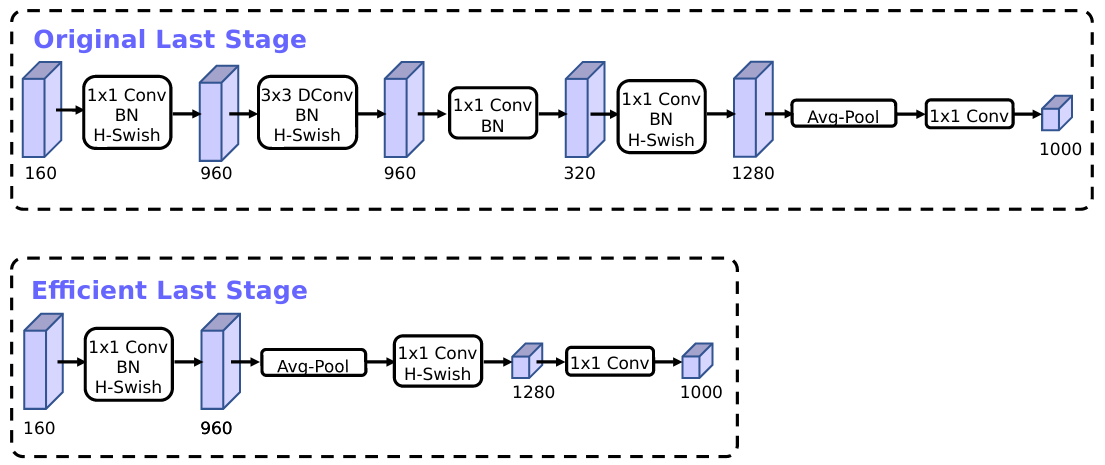 Original Last Stage
1x1 Conv
BN
H-Swish
3x3 DConv
BN
H-Swish
1x1 Conv
BN
1x1 Conv
BN
H-Swish
Avg-Pool
1x1 Conv
160
960
960
320
1280
1000
Efficient Last Stage
1x1 Conv
BN
H-Swish
Avg-Pool
1x1 Conv
H-Swish
1x1 Conv
160
960
1280
1000